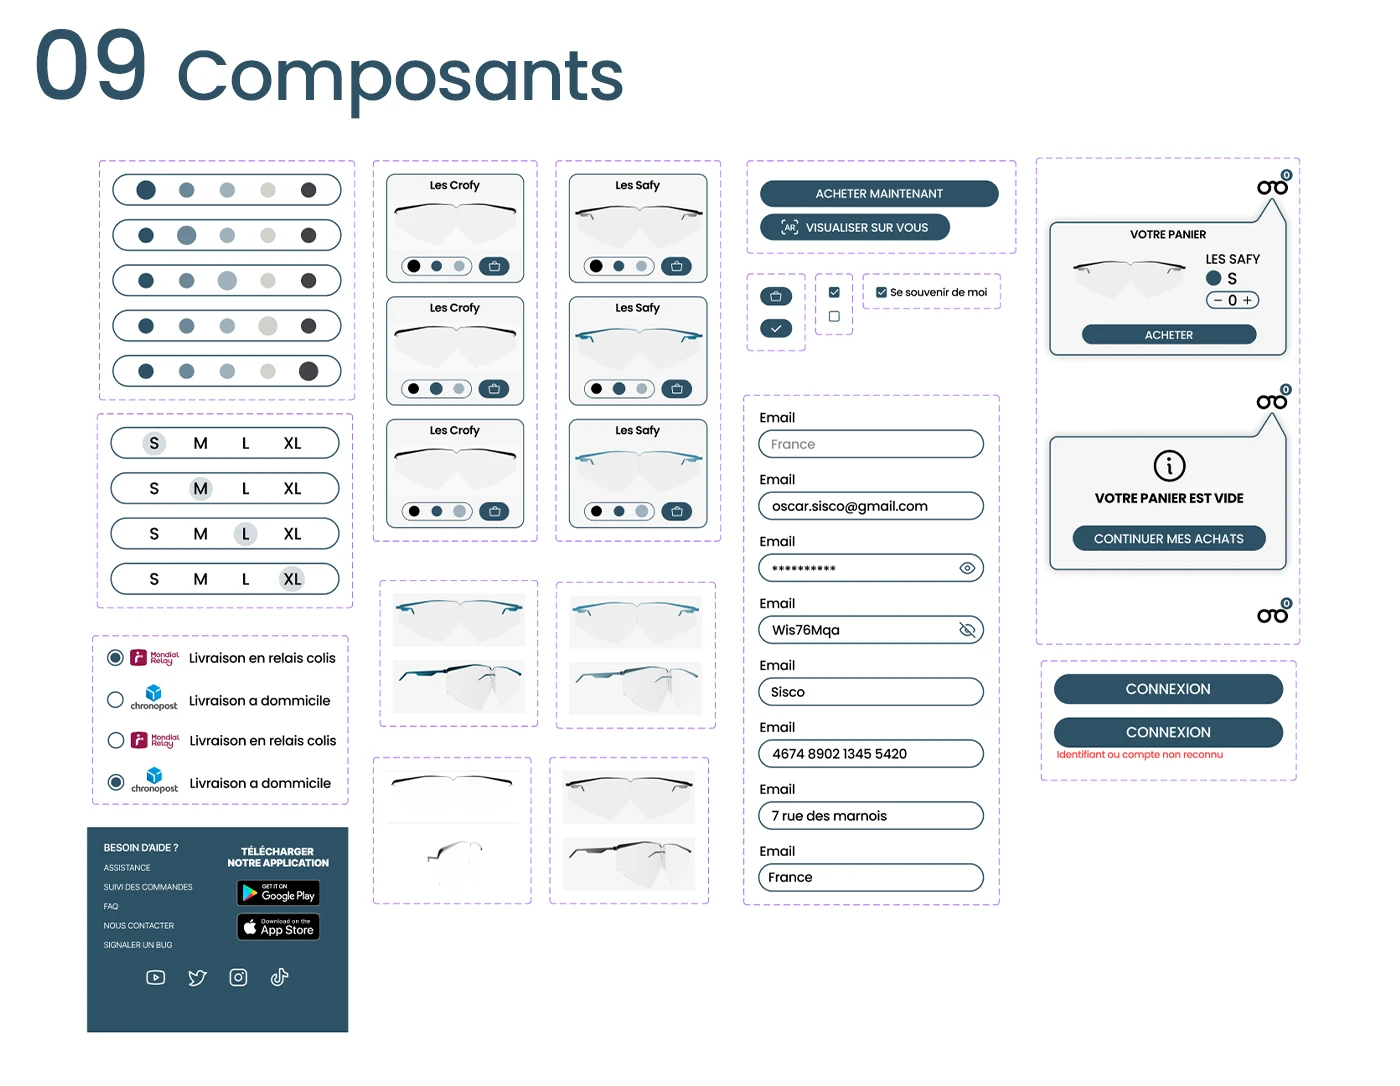 09 Composants
S M L XL
S M L XL
S M L XL
S M L XL
Mondial Relay Livraison en relais colis
chronopost Livraison a dommicile
Mondial Relay Livraison en relais colis
chronopost Livraison a dommicile
BESOIN D'AIDE ?
ASSISTANCE
SUIVI DES COMMANDES
FAQ
NOUS CONTACTER
SIGNALER UN BUG
TÉLÉCHARGER
NOTRE APPLICATION
GET IT ON
Google Play
Download on the
App Store
Les Crofy
Les Crofy
Les Crofy
Les Safy
Les Safy
Les Safy
ACHETER MAINTENANT
AR VISUALISER SUR VOUS
Se souvenir de moi
Email
France
Email
oscar.sisco@gmail.com
Email
**********
Email
Wis76Mqa
Email
Sisco
Email
4674 8902 1345 5420
Email
7 rue des marnois
Email
France
0
VOTRE PANIER
LES SAFY
S
− 0 +
ACHETER
0
VOTRE PANIER EST VIDE
CONTINUER MES ACHATS
0
CONNEXION
CONNEXION
Identifiant ou compte non reconnu